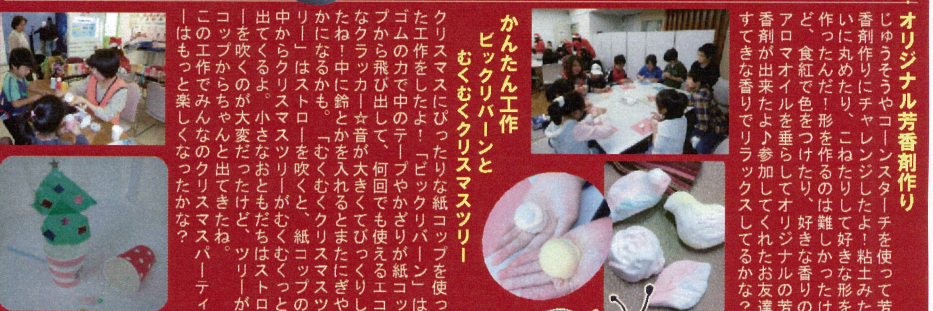 オリジナル芳香剤作り
じゅうそうやコーンスターチを使って芳
香剤作りにチャレンジしたよ！粘土みた
いに丸めたり、こねたりして好きな形を
作ったんだ！形を作るのは難しかったけ
ど、食紅で色をつけたり、好きな香りの
アロマオイルを垂らしてオリジナルの芳
香剤が出来たよ♪参加してくれたお友達
すてきな香りでリラックスしてるかな？
かんたん工作
ビックリバーンと
むくむくクリスマスツリー
クリスマスにぴったりな紙コップを使っ
た工作をしたよ！「ビックリバーン」は
ゴムの力で中のテープやかざりが紙コッ
プから飛び出して、何回でも使えるエコ
なクラッカー☆音が大きくてびっくりし
たね！中に鈴とかを入れるとまたにぎや
かになるかも。「むくむくクリスマスツ
リー」はストローを吹くと、紙コップの
中からクリスマスツリーがむくむくっと
出てくるよ。小さなおともだちはストロ
ーを吹くのが大変だったけど、ツリーが
コップからちゃんと出てきたね。
この工作でみんなのクリスマスパーティ
ーはもっと楽しくなったかな？